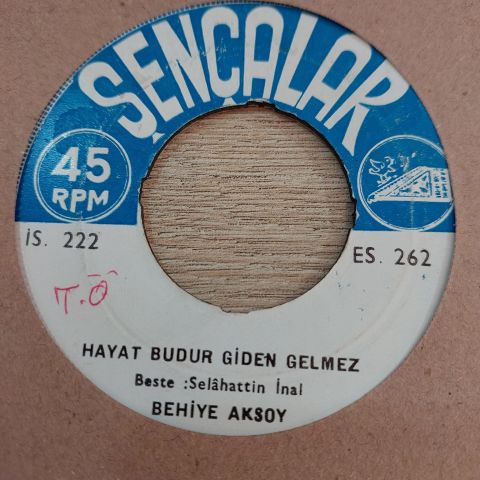 ŞENÇALAR
45
RPM
İS. 222
ES. 262
T.Ö
HAYAT BUDUR GİDEN GELMEZ
Beste :Selâhattin İnal
BEHİYE AKSOY